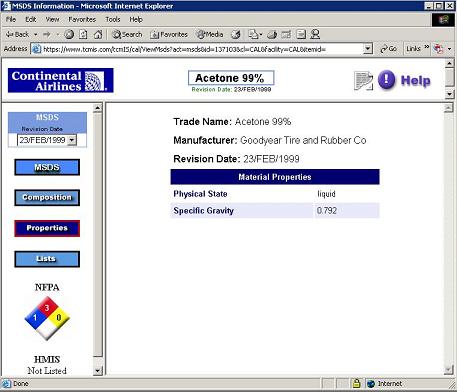 MSDS Information - Microsoft Internet Explorer
File Edit View Favorites Tools Help
Back Search Favorites Media
Address https://www.tcmis.com/tcmIS/cal/ViewMsds?act=msds&id=137103&cl=CAL&facility=CAL&itemid= Go Links »
Continental Airlines
Acetone 99%
Revision Date: 23/FEB/1999
Help
MSDS
Revision Date
23/FEB/1999
MSDS
Composition
Properties
Lists
NFPA
3
1 0
HMIS
Not Listed
Trade Name: Acetone 99%
Manufacturer: Goodyear Tire and Rubber Co
Revision Date: 23/FEB/1999
Material Properties
Physical State liquid
Specific Gravity 0.792
Done Internet